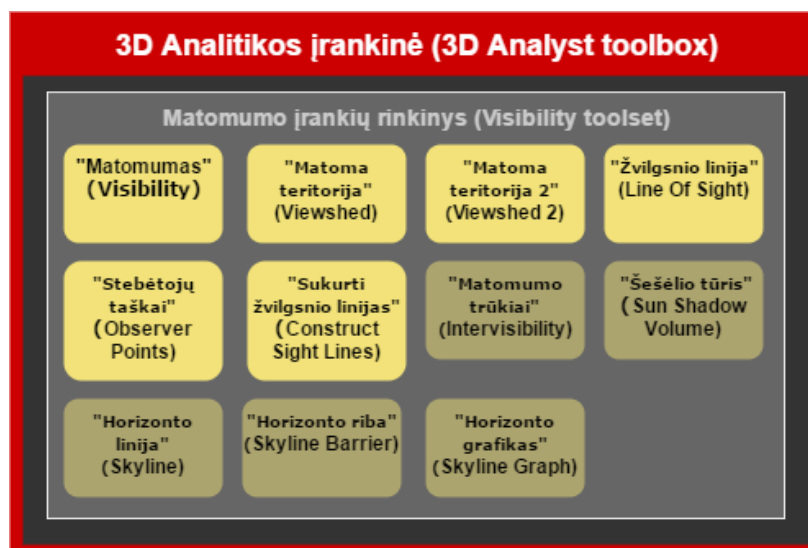 3D Analitikos įrankinė (3D Analyst toolbox)
Matomumo įrankių rinkinys (Visibility toolset)
"Matomumas"
(Visibility)
"Matoma
teritorija"
(Viewshed)
"Matoma
teritorija 2"
(Viewshed 2)
"Žvilgsnio linija"
(Line Of Sight)
"Stebėtojų
taškai"
(Observer
Points)
"Sukurti
žvilgsnio linijas"
(Construct
Sight Lines)
"Matomumo
trūkiai"
(Intervisibility)
"Šešėlio tūris"
(Sun Shadow
Volume)
"Horizonto
linija"
(Skyline)
"Horizonto riba"
(Skyline Barrier)
"Horizonto
grafikas"
(Skyline Graph)